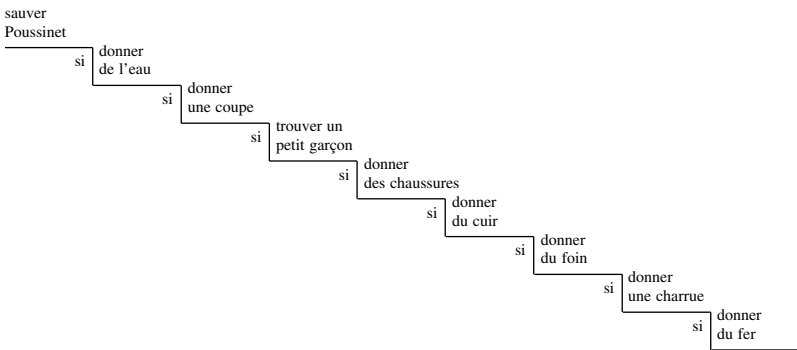 sauver
Poussinet
si
donner
de l'eau
si
donner
une coupe
si
trouver un
petit garçon
si
donner
des chaussures
si
donner
du cuir
si
donner
du foin
si
donner
une charrue
si
donner
du fer